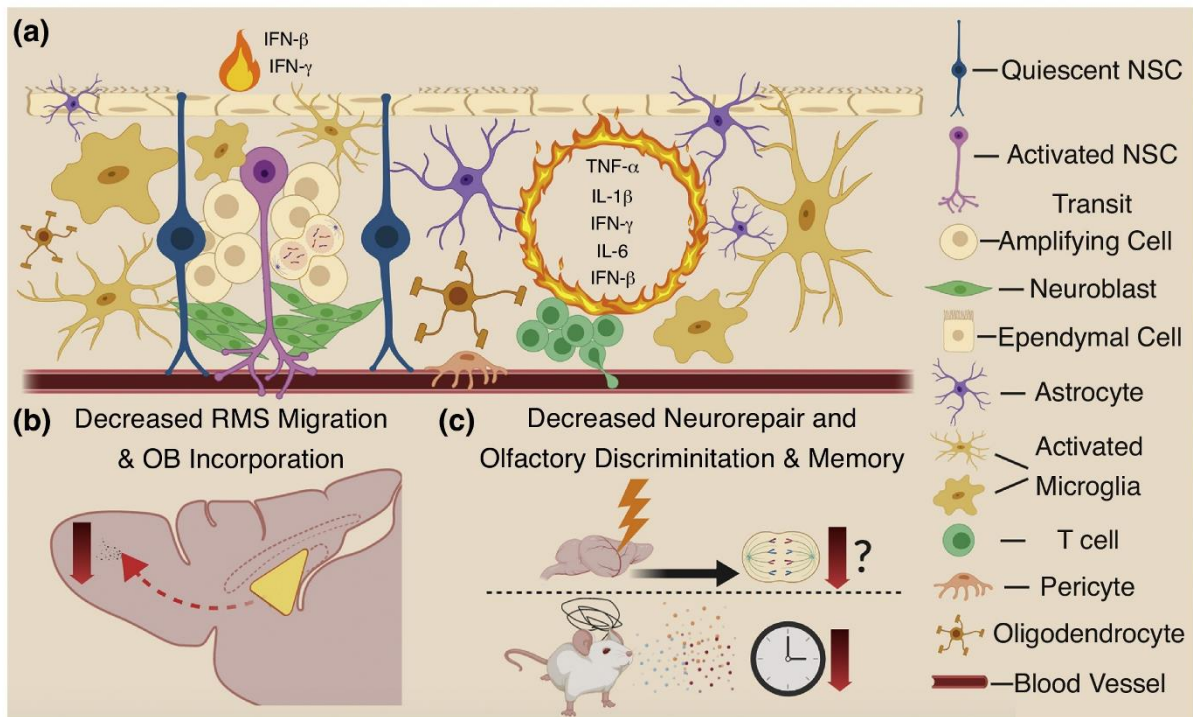 (a)
IFN-β
IFN-γ
TNF-α
IL-1β
IFN-γ
IL-6
IFN-β
Quiescent NSC
Activated NSC
Transit
Amplifying Cell
Neuroblast
Ependymal Cell
Astrocyte
Activated
Microglia
T cell
Pericyte
Oligodendrocyte
Blood Vessel
(b)
Decreased RMS Migration
& OB Incorporation
(c)
Decreased Neurorepair and
Olfactory Discriminitation & Memory
?